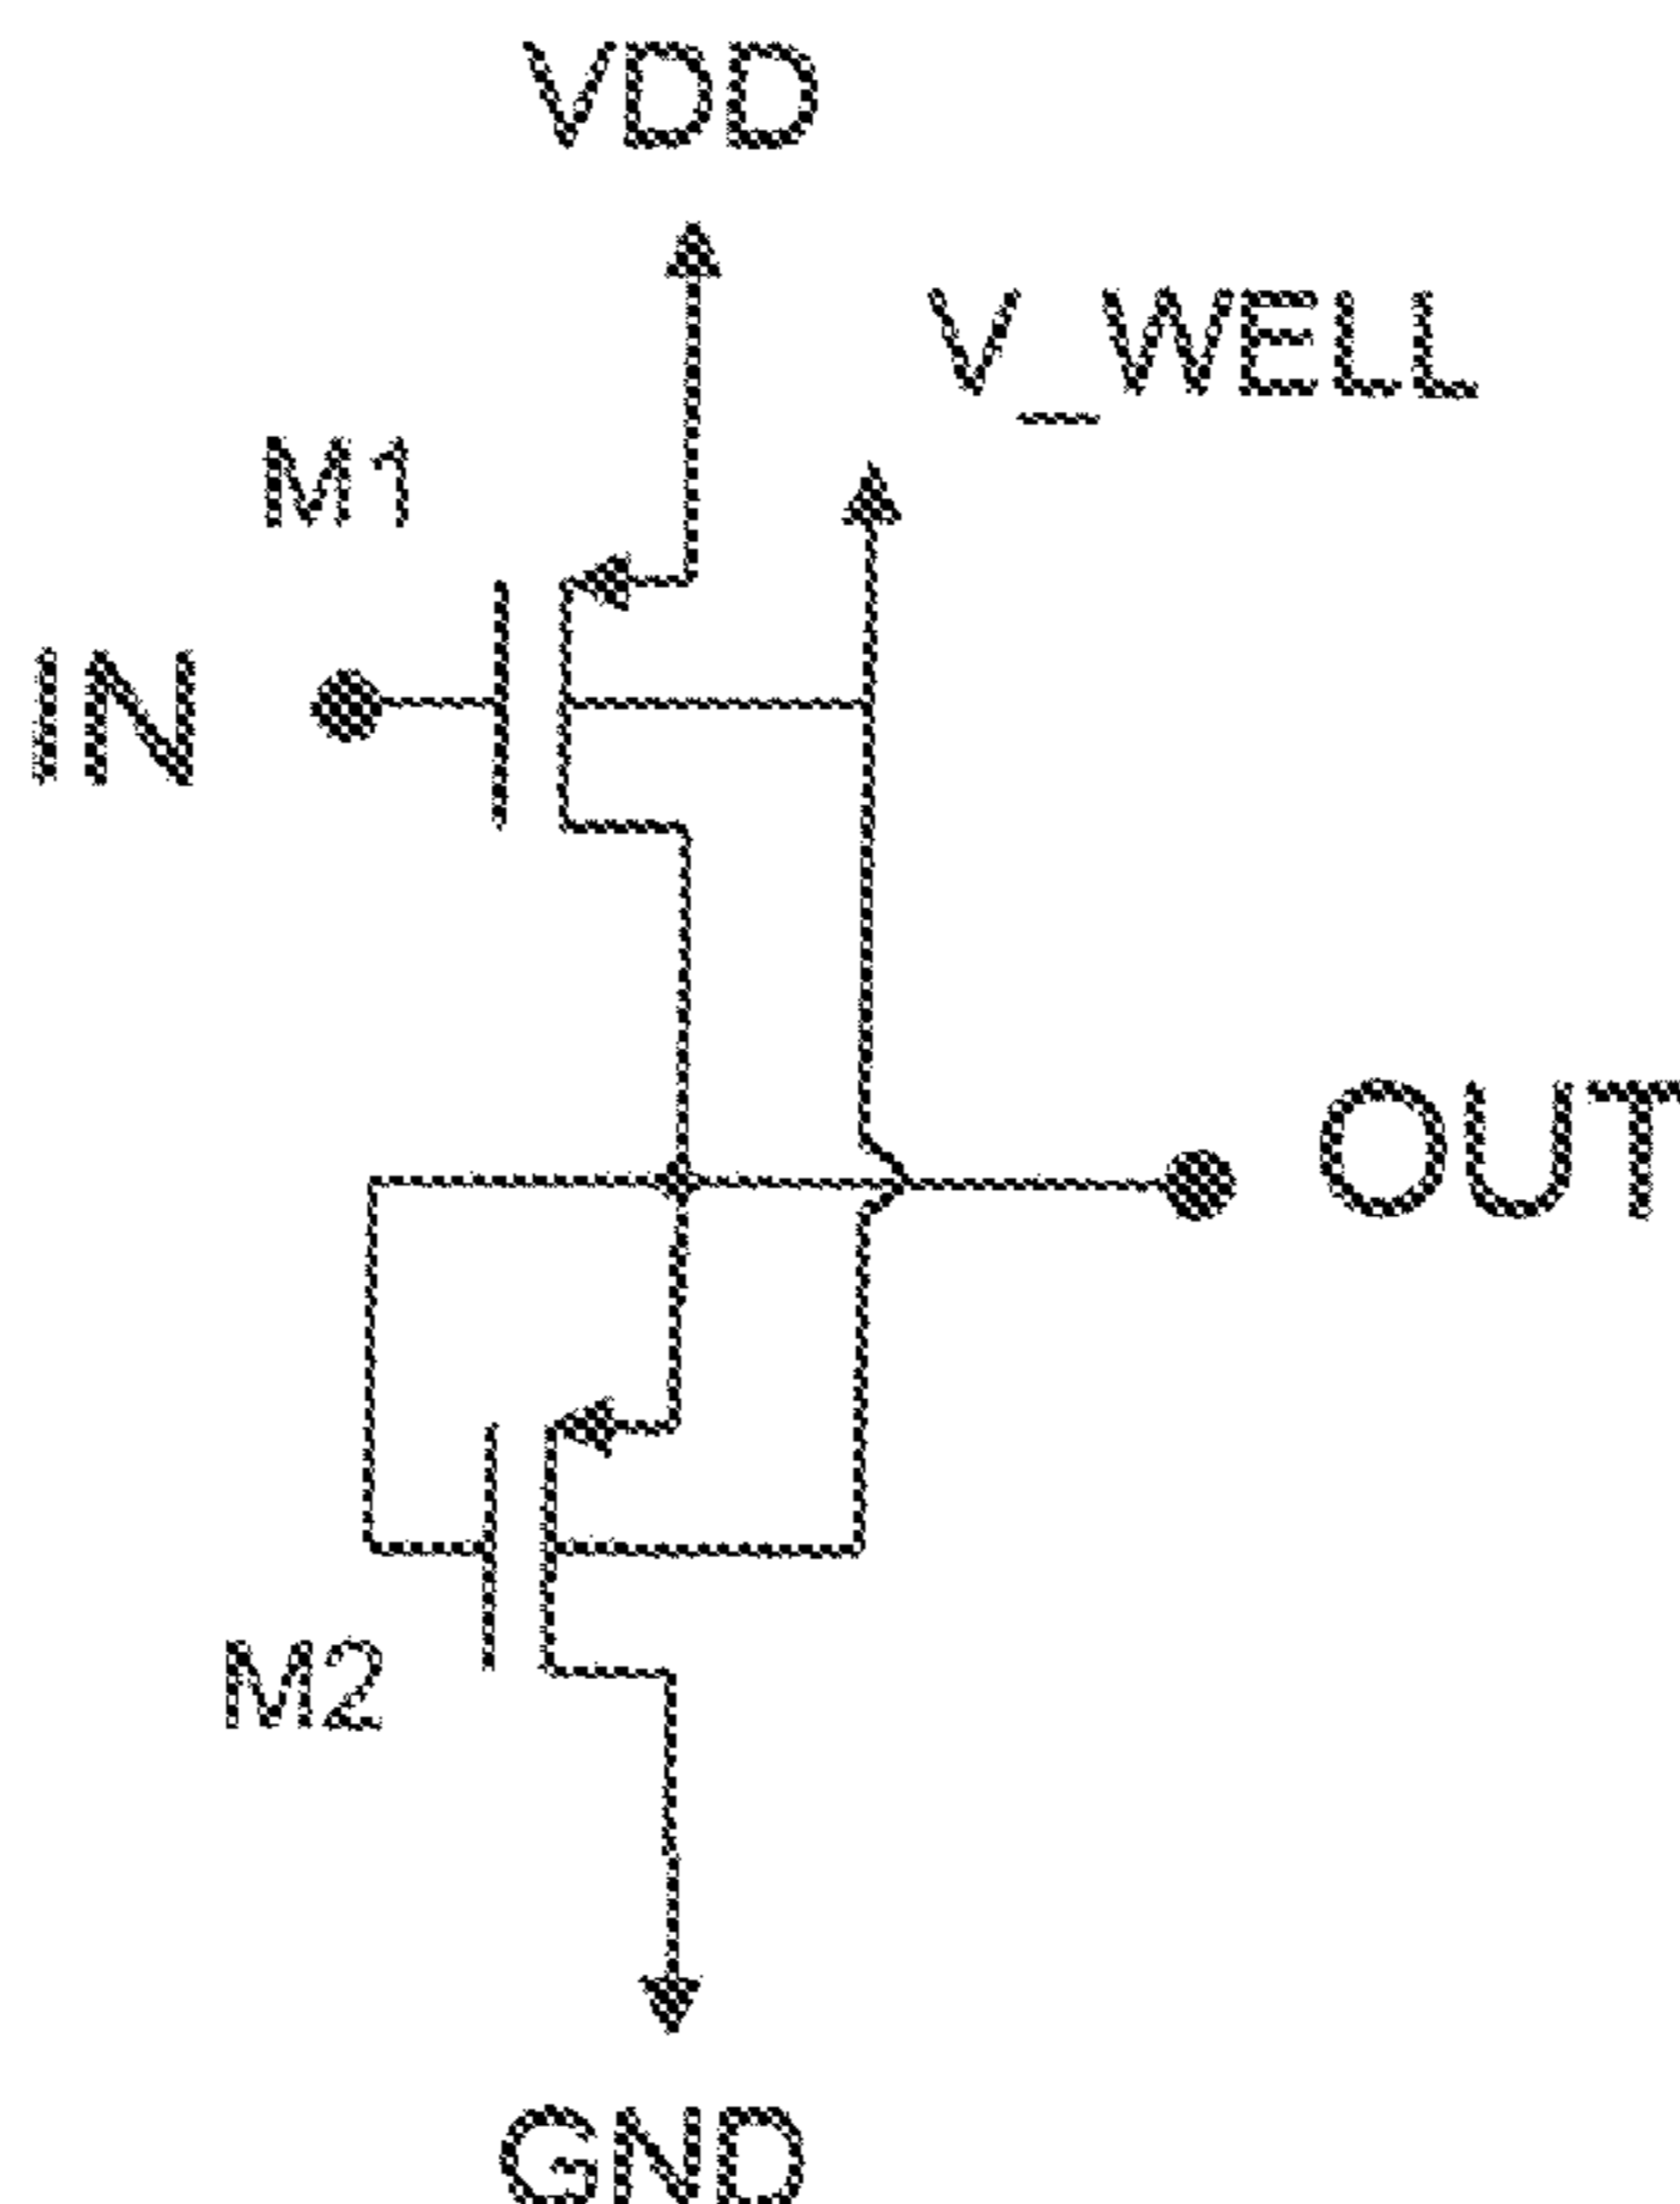 VDD
V_WELL
M1
IN
OUT
M2
GND